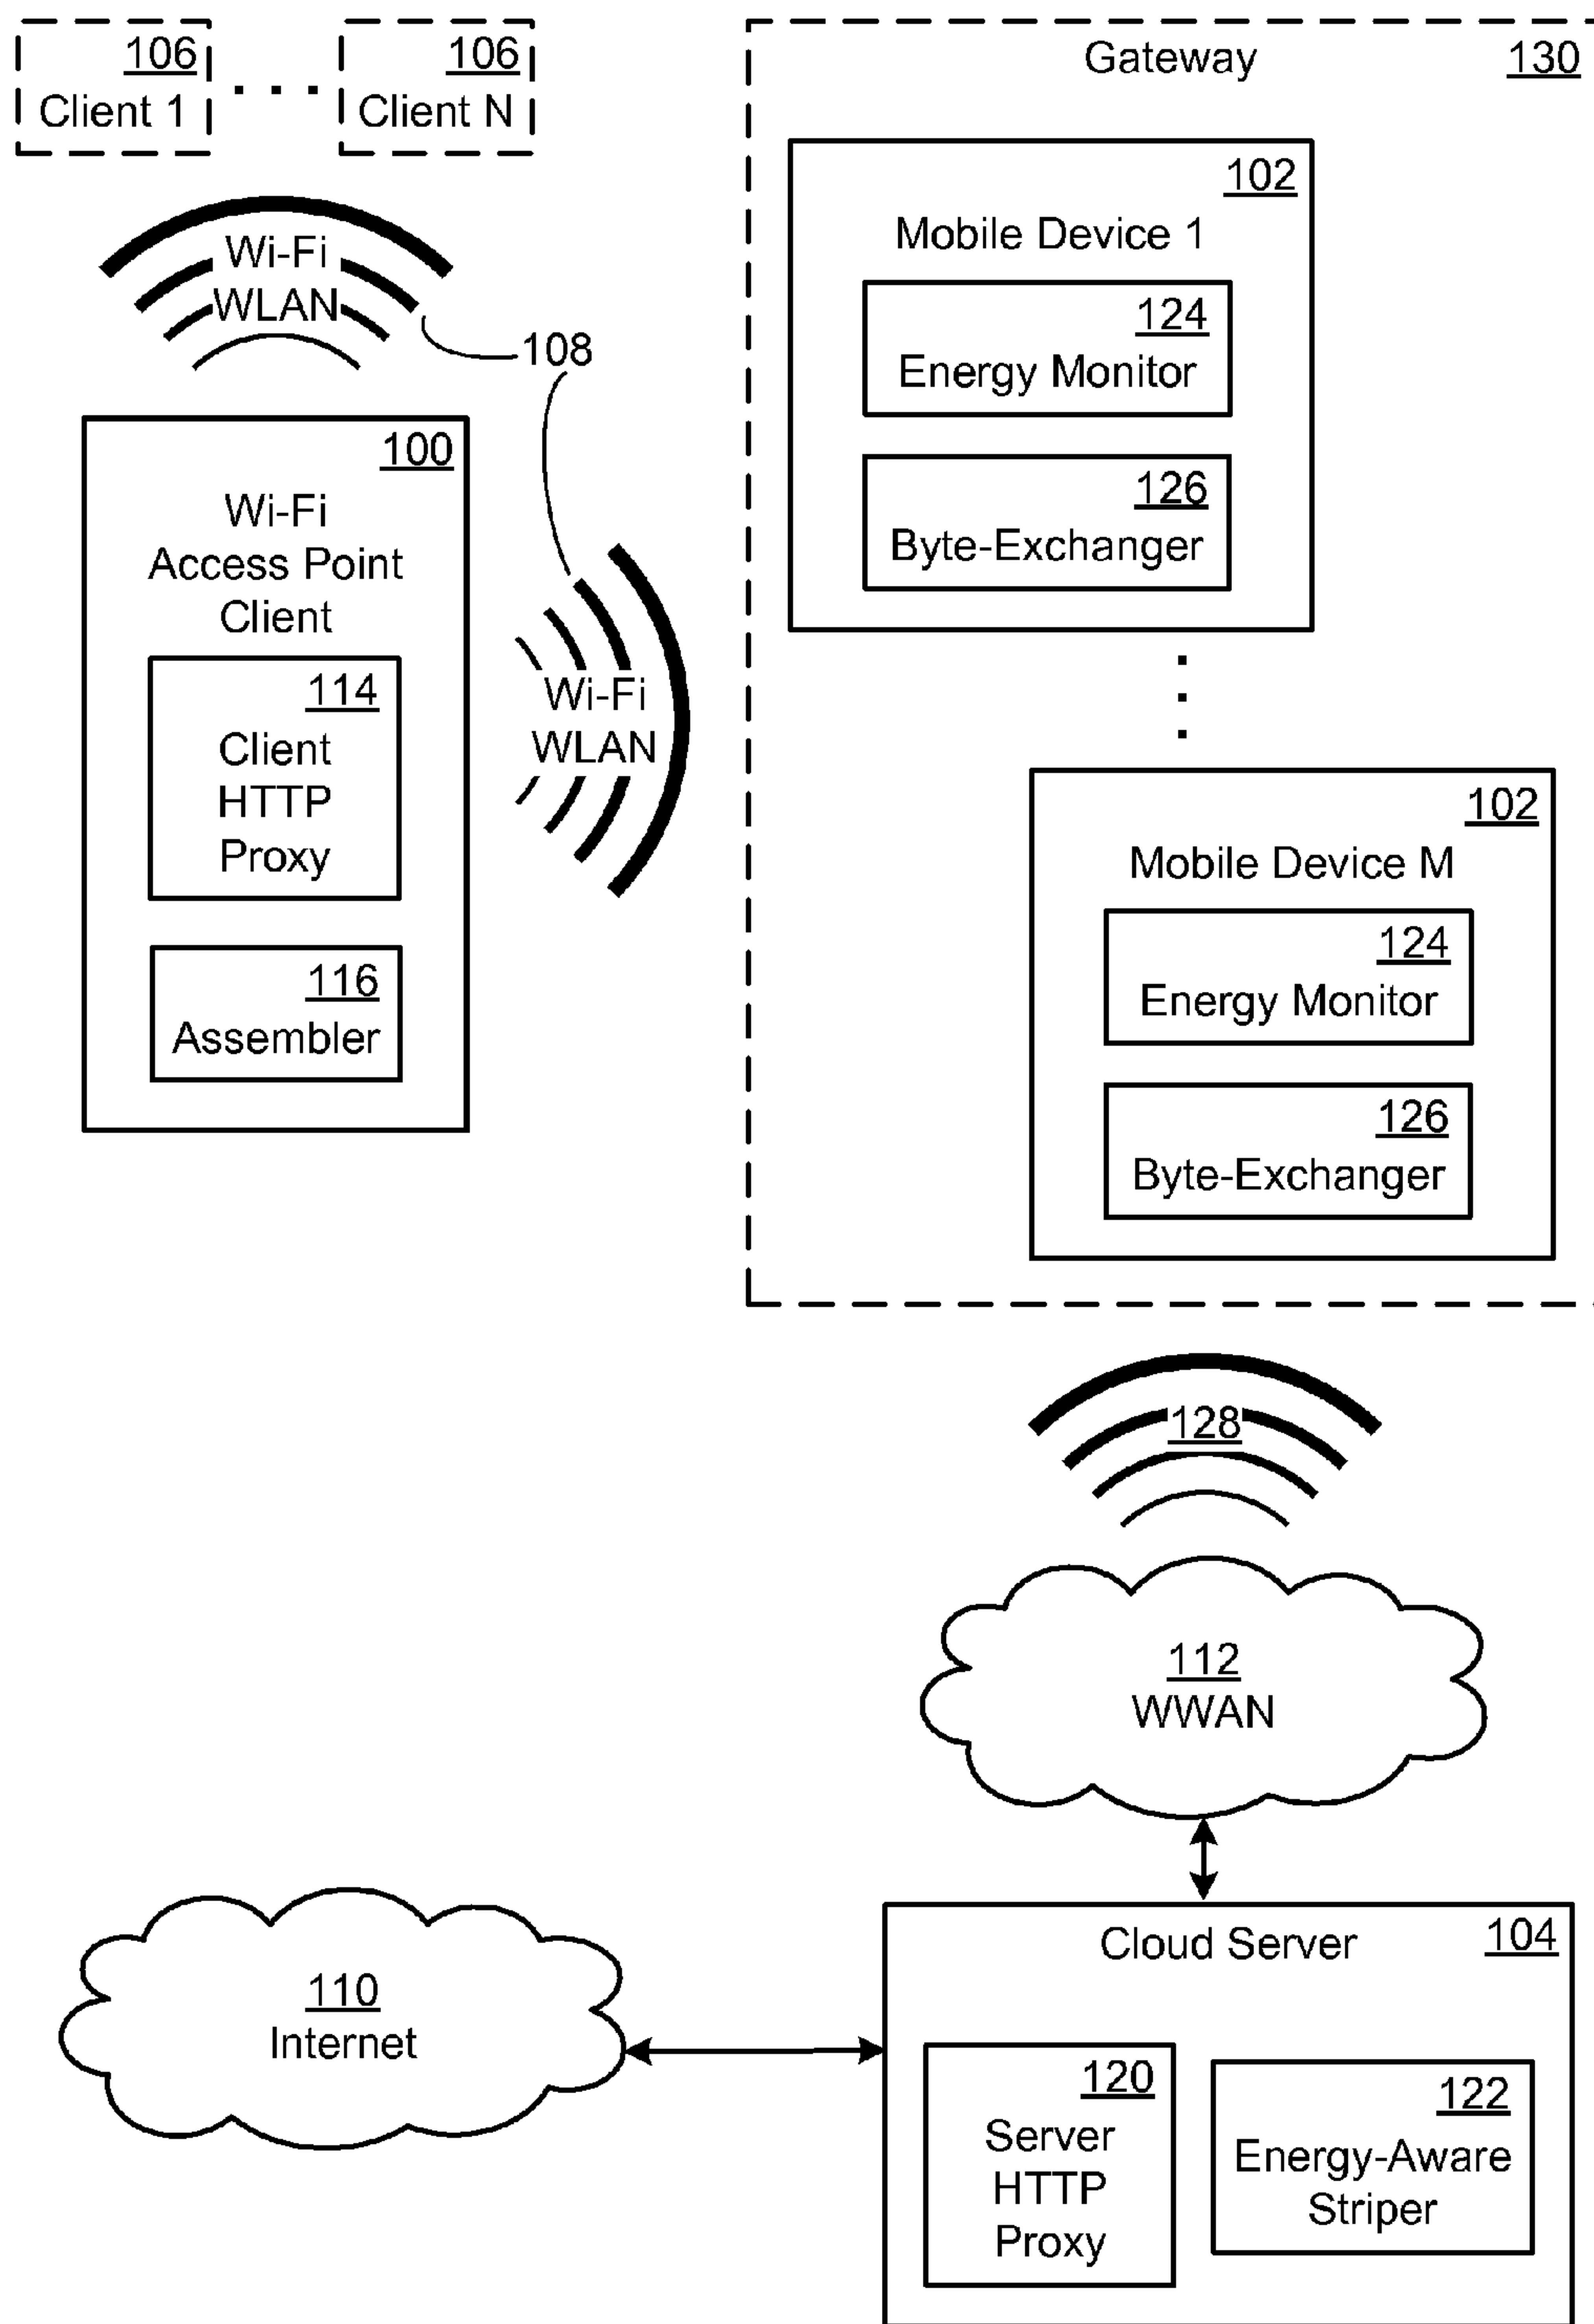 106
Client 1
. . .
106
Client N
Wi-Fi
WLAN
108
100
Wi-Fi
Access Point
Client
114
Client
HTTP
Proxy
116
Assembler
Wi-Fi
WLAN
Gateway
130
102
Mobile Device 1
124
Energy Monitor
126
Byte-Exchanger
102
Mobile Device M
124
Energy Monitor
126
Byte-Exchanger
128
112
WWAN
110
Internet
Cloud Server
104
120
Server
HTTP
Proxy
122
Energy-Aware
Striper